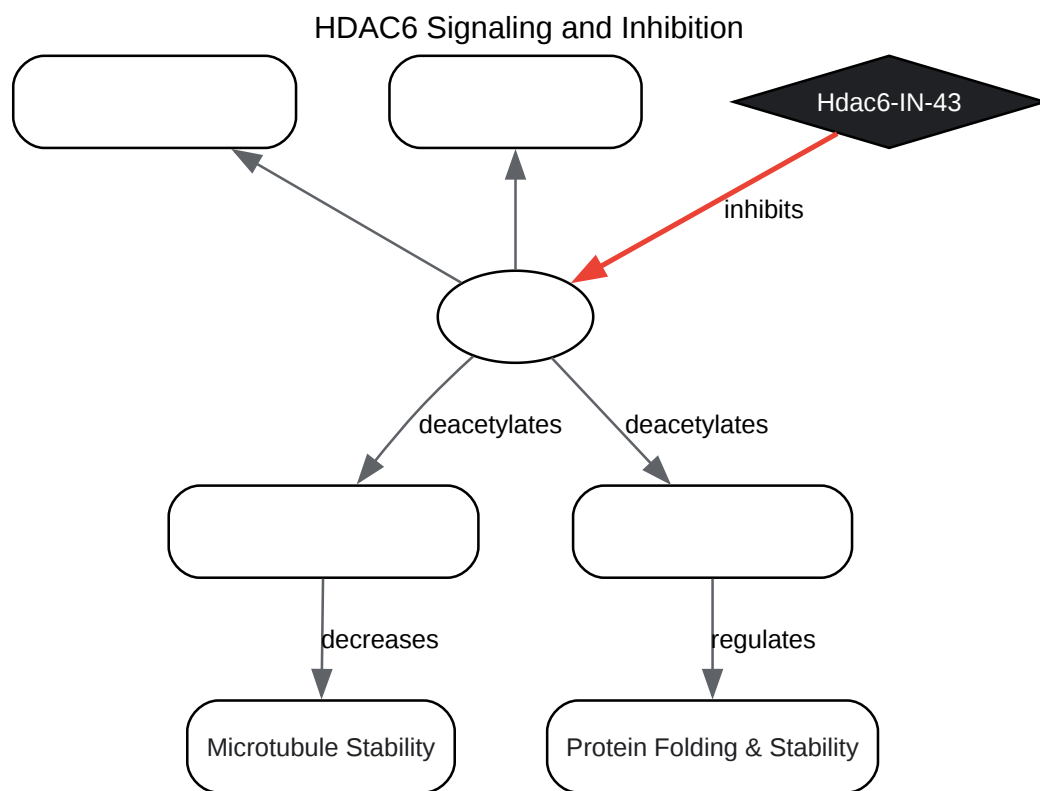 HDAC6 Signaling and Inhibition
Hdac6-IN-43
inhibits
deacetylates
deacetylates
decreases
regulates
Microtubule Stability
Protein Folding & Stability